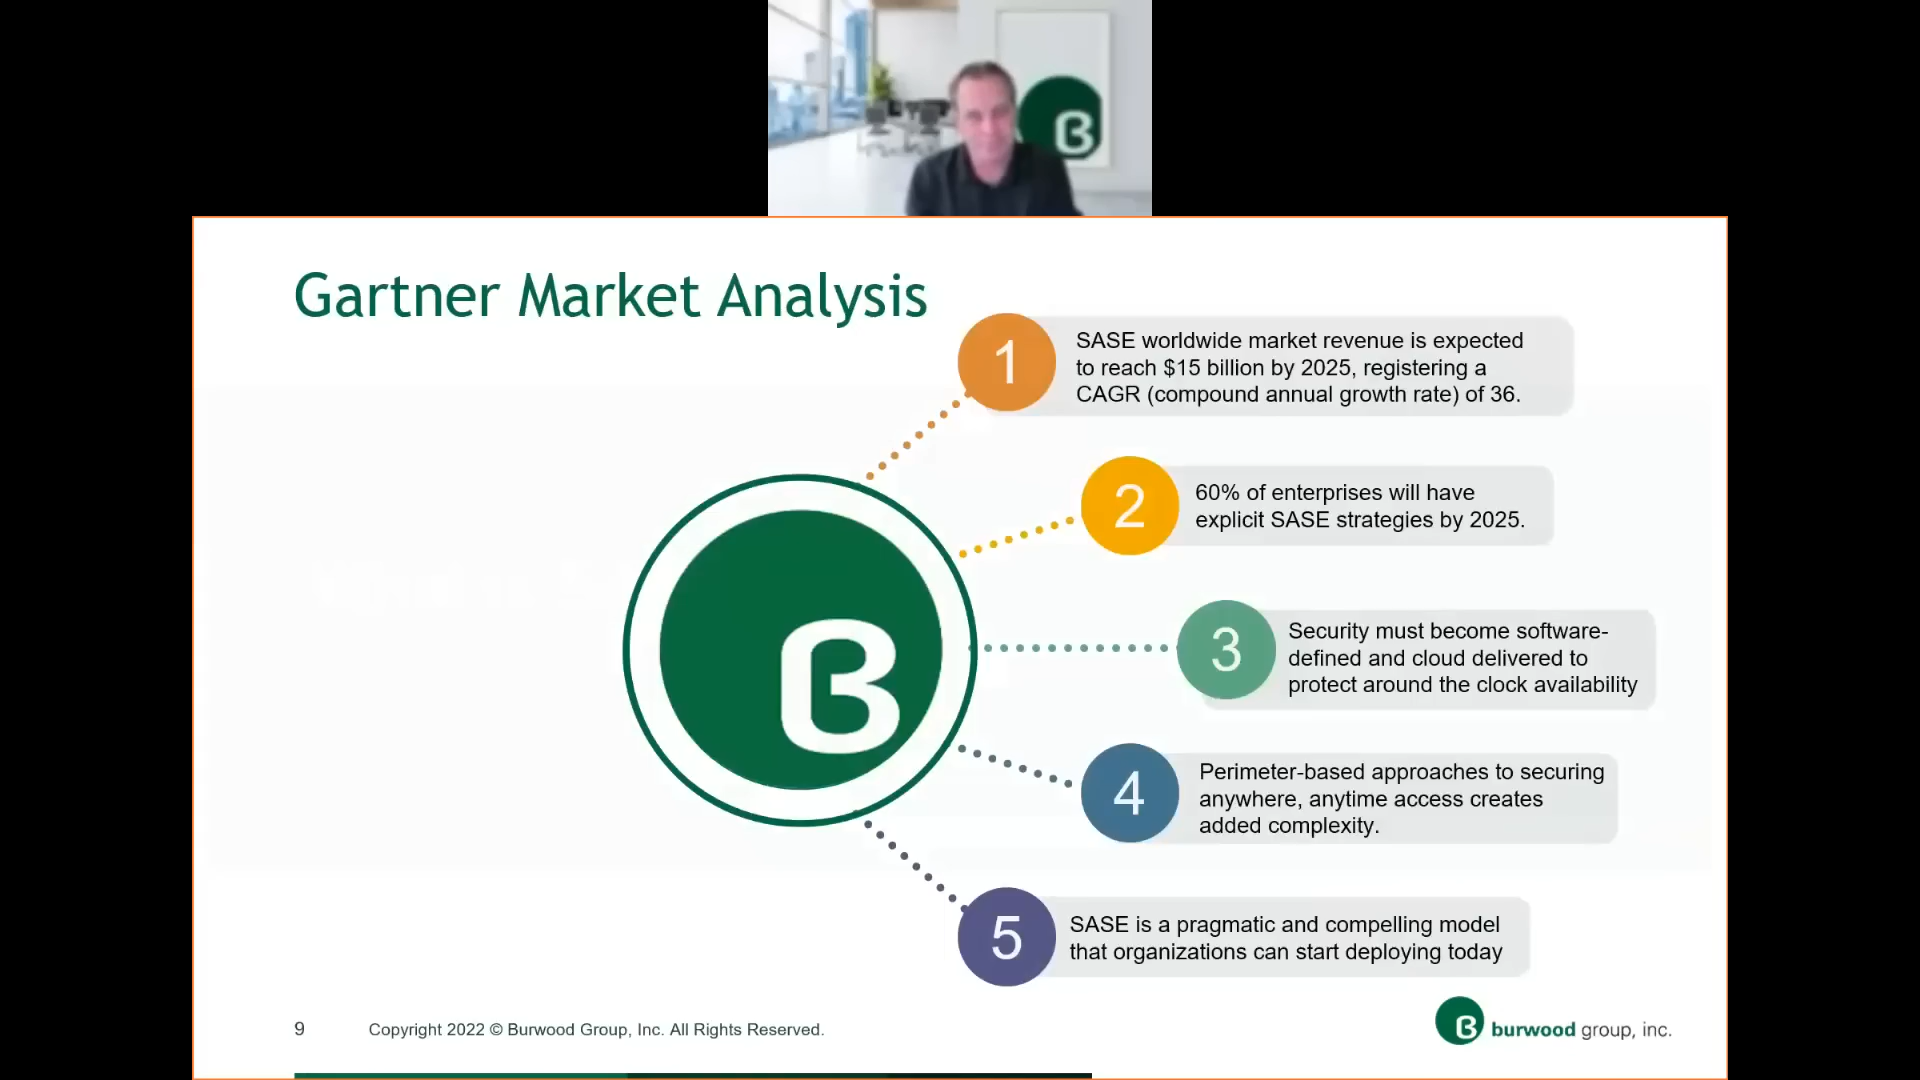 Gartner Market Analysis
1
SASE worldwide market revenue is expected
to reach $15 billion by 2025, registering a
CAGR (compound annual growth rate) of 36.
2
60% of enterprises will have
explicit SASE strategies by 2025.
3
Security must become software-
defined and cloud delivered to
protect around the clock availability
4
Perimeter-based approaches to securing
anywhere, anytime access creates
added complexity.
5
SASE is a pragmatic and compelling model
that organizations can start deploying today
9
Copyright 2022 © Burwood Group, Inc. All Rights Reserved.
burwood group, inc.